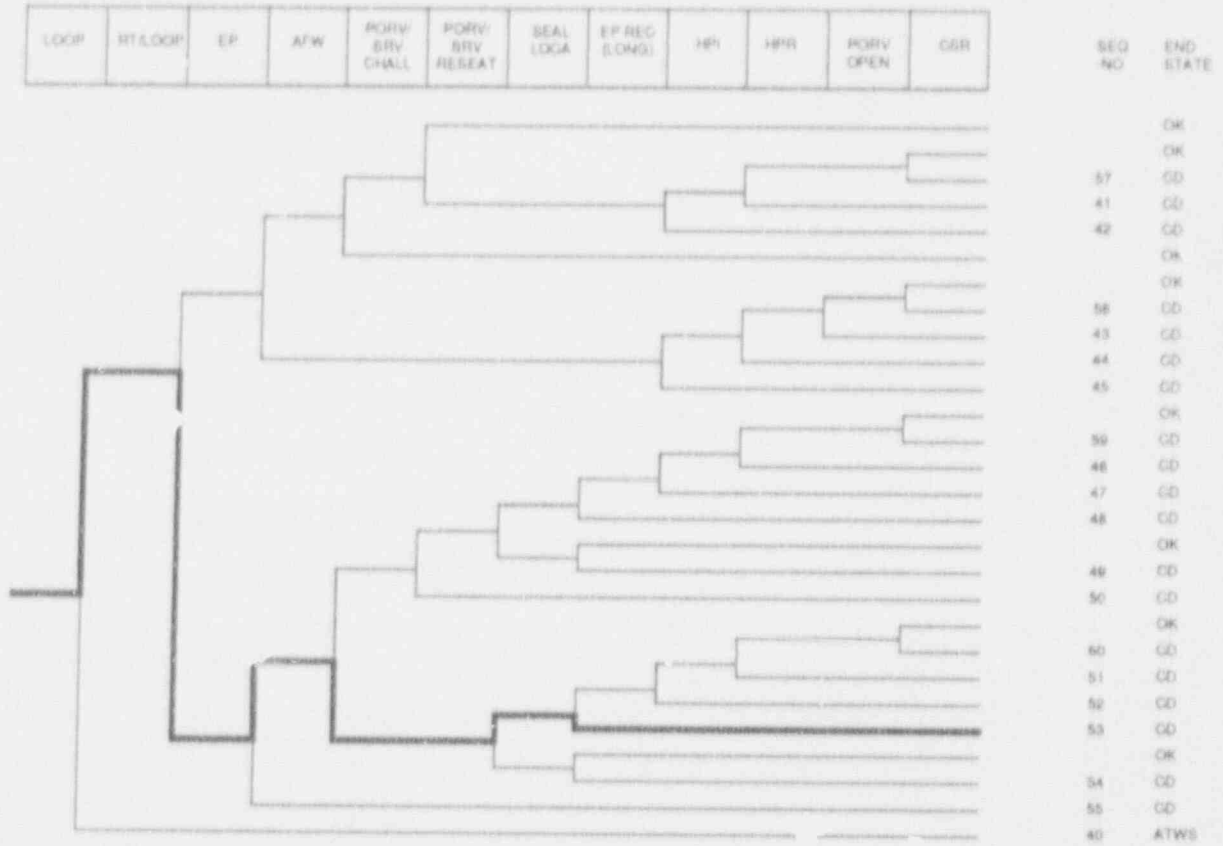 LOOP RT/LOOP EP AFW PORV/ SRV CHALL PORV/ SRV RESEAT SEAL LOCA EP REC (LONG) HPI HPR PORV OPEN CSR SEQ NO END STATE
OK
OK
57 CD
41 CD
42 CD
OK
OK
58 CD
43 CD
44 CD
45 CD
OK
59 CD
46 CD
47 CD
48 CD
OK
49 CD
50 CD
OK
60 CD
51 CD
52 CD
53 CD
OK
54 CD
55 CD
40 ATWS